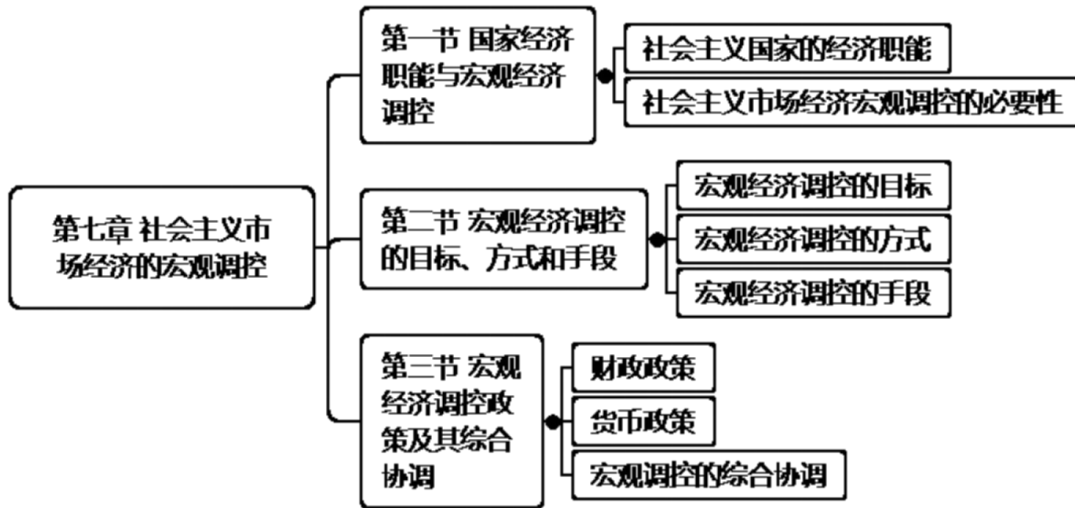 第七章 社会主义市
场经济的宏观调控
第一节 国家经济
职能与宏观经济
调控
社会主义国家的经济职能
社会主义市场经济宏观调控的必要性
第二节 宏观经济调控
的目标、方式和手段
宏观经济调控的目标
宏观经济调控的方式
宏观经济调控的手段
第三节 宏观
经济调控政
策及其综合
协调
财政政策
货币政策
宏观调控的综合协调